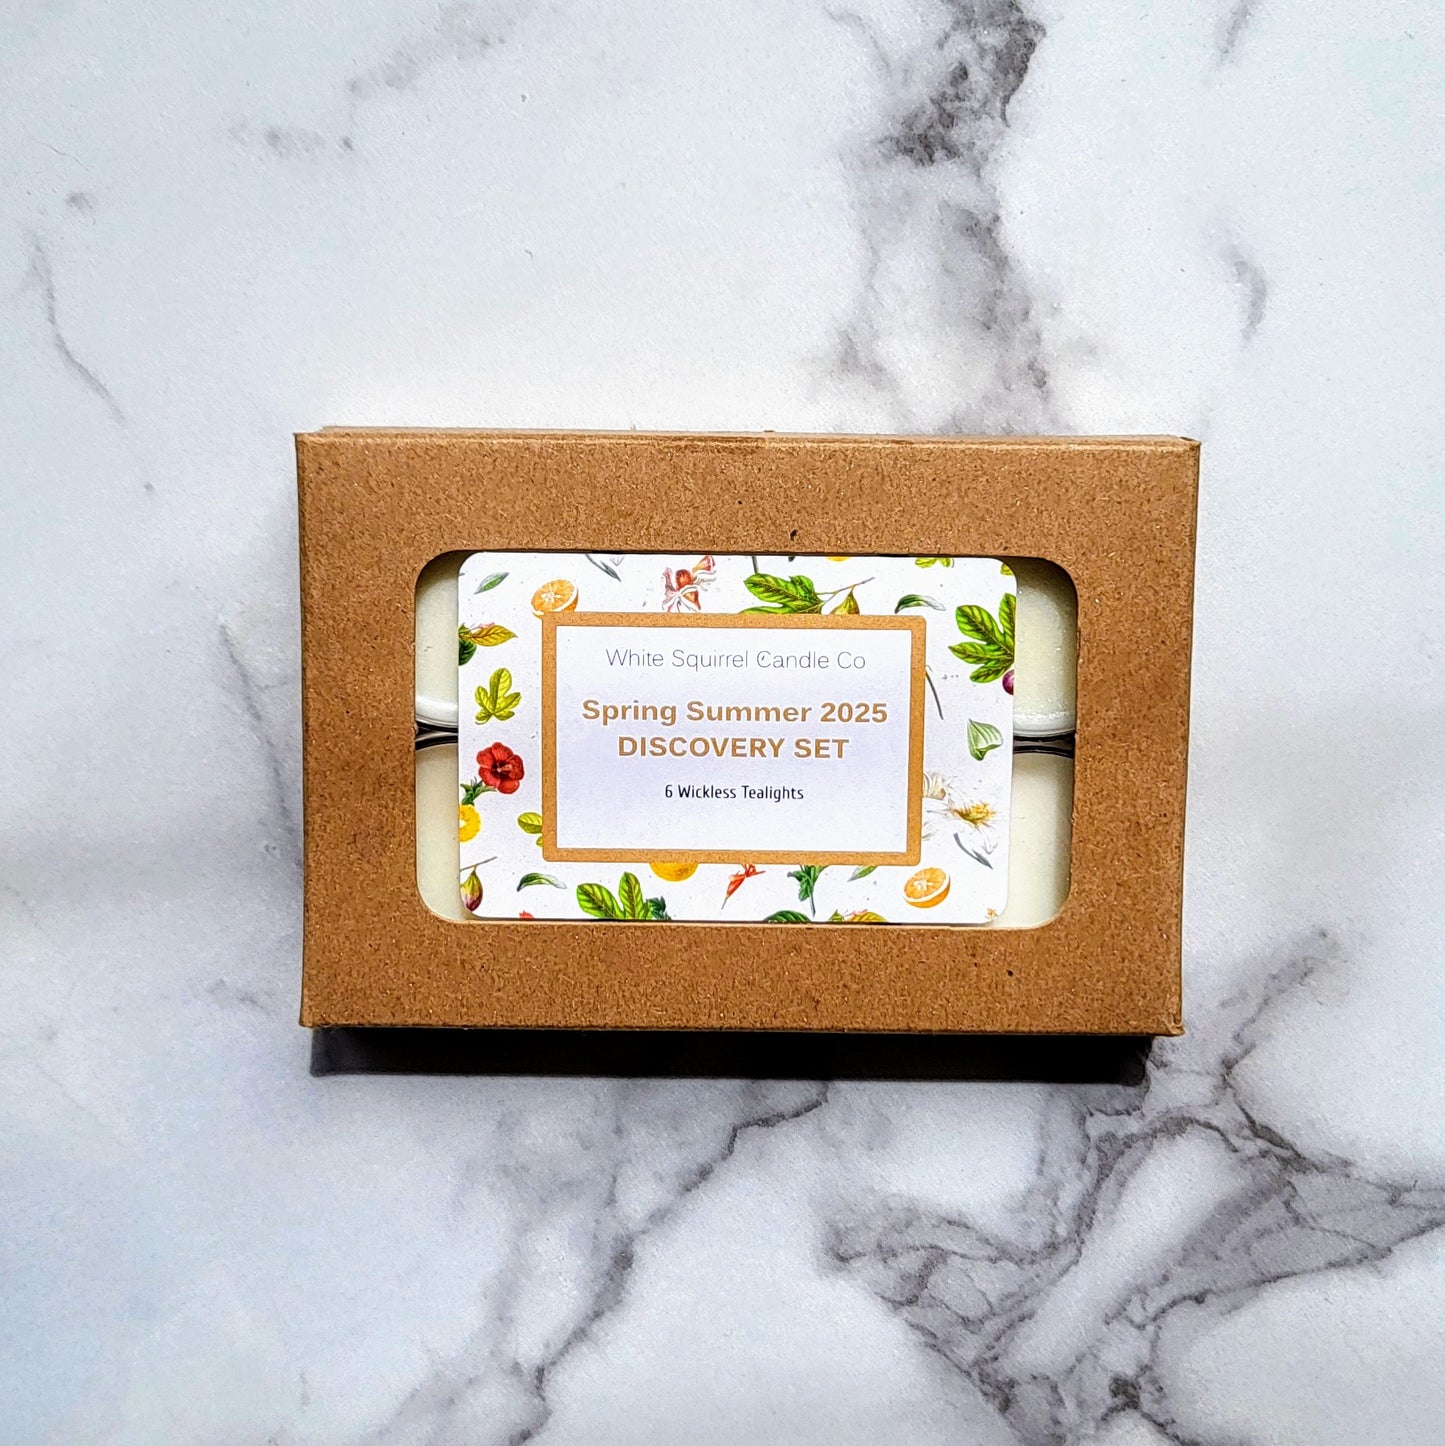 White Squirrel Candle Co
Spring Summer 2025
DISCOVERY SET
6 Wickless Tealights